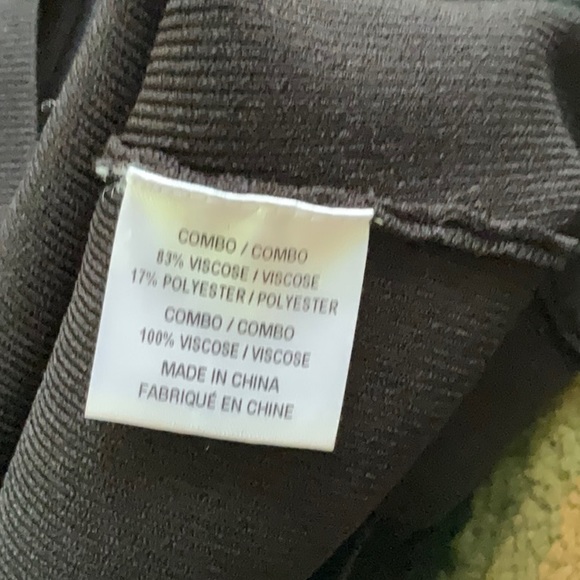 COMBO / COMBO
83% VISCOSE / VISCOSE
17% POLYESTER / POLYESTER
COMBO / COMBO
100% VISCOSE / VISCOSE
MADE IN CHINA
FABRIQUÉ EN CHINE